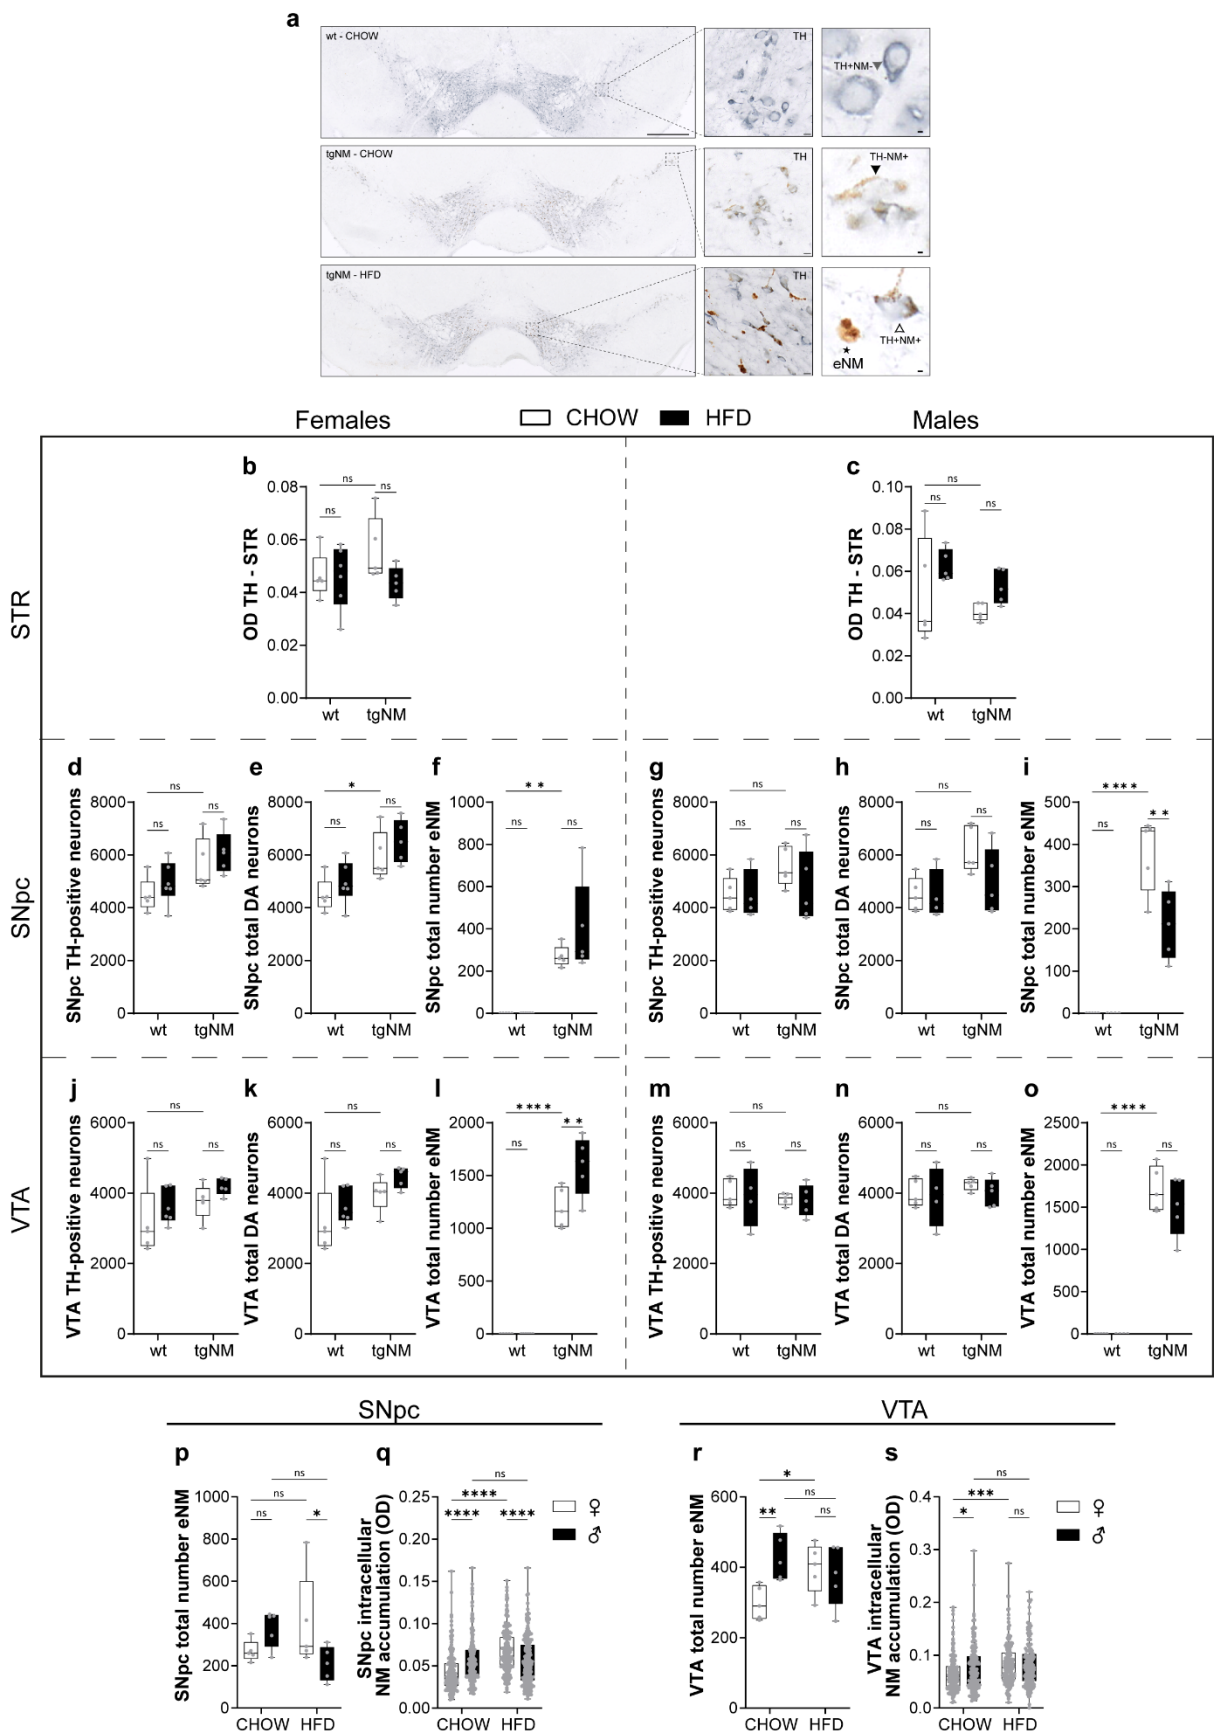 a
wt - CHOW
TH
TH+NM-
tgNM - CHOW
TH
TH-NM+
tgNM - HFD
TH
TH+NM+
eNM
Females
CHOW
HFD
Males
STR
b
OD TH - STR
0.08
0.06
0.04
0.02
0.00
ns
ns
ns
wt
tgNM
c
OD TH - STR
0.10
0.08
0.06
0.04
0.02
0.00
ns
ns
ns
wt
tgNM
SNpc
d
SNpc TH-positive neurons
8000
6000
4000
2000
0
ns
ns
ns
wt
tgNM
e
SNpc total DA neurons
8000
6000
4000
2000
0
*
ns
ns
wt
tgNM
f
SNpc total number eNM
1000
800
600
400
200
0
**
ns
ns
wt
tgNM
g
SNpc TH-positive neurons
8000
6000
4000
2000
0
ns
ns
ns
wt
tgNM
h
SNpc total DA neurons
8000
6000
4000
2000
0
ns
ns
ns
wt
tgNM
i
SNpc total number eNM
500
400
300
200
100
0
****
ns
**
wt
tgNM
VTA
j
VTA TH-positive neurons
6000
4000
2000
0
ns
ns
ns
wt
tgNM
k
VTA total DA neurons
6000
4000
2000
0
ns
ns
ns
wt
tgNM
l
VTA total number eNM
2000
1500
1000
500
0
****
ns
**
wt
tgNM
m
VTA TH-positive neurons
6000
4000
2000
0
ns
ns
ns
wt
tgNM
n
VTA total DA neurons
6000
4000
2000
0
ns
ns
ns
wt
tgNM
o
VTA total number eNM
2500
2000
1500
1000
500
0
****
ns
ns
wt
tgNM
SNpc
VTA
p
SNpc total number eNM
1000
800
600
400
200
0
ns
ns
ns
*
CHOW
HFD
q
SNpc intracellular
NM accumulation (OD)
0.25
0.20
0.15
0.10
0.05
0.00
ns
****
****
****
CHOW
HFD
♀
♂
r
VTA total number eNM
600
400
200
0
*
ns
**
ns
CHOW
HFD
s
VTA intracellular
NM accumulation (OD)
0.4
0.3
0.2
0.1
0.0
ns
***
*
ns
CHOW
HFD
♀
♂